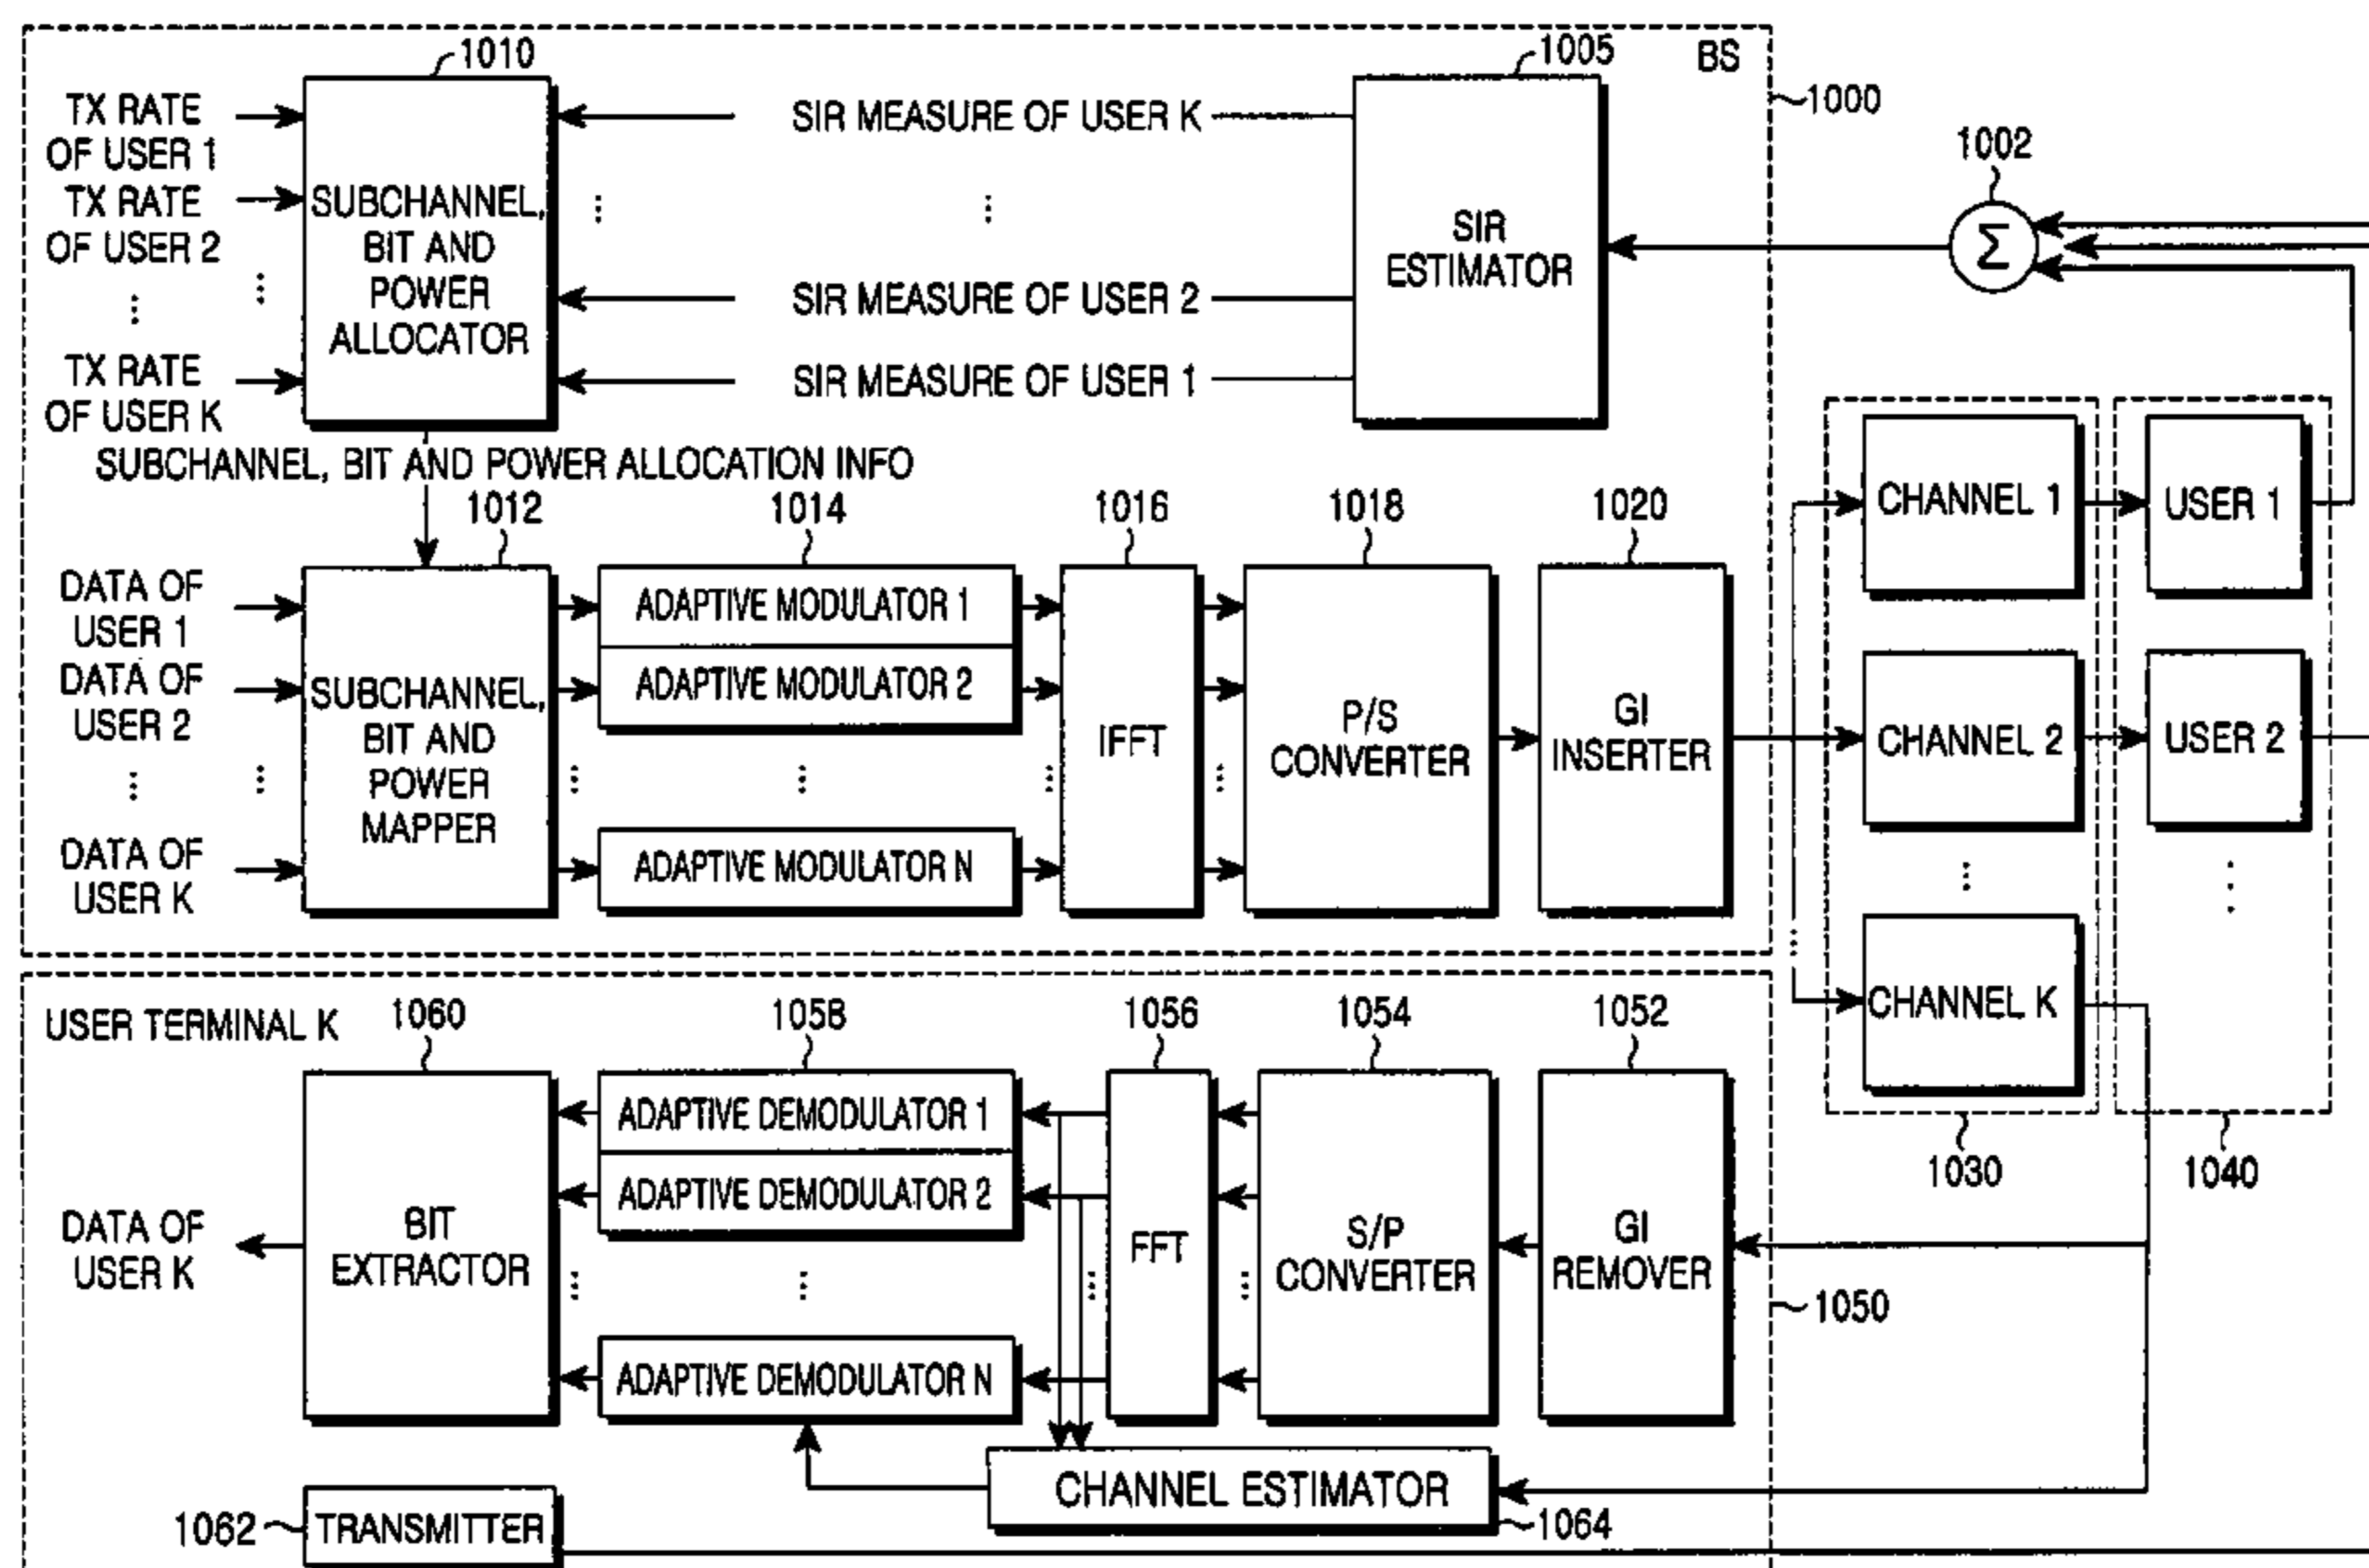 BS
1010
1005
1000
TX RATE
OF USER 1
TX RATE
OF USER 2
TX RATE
OF USER K
SUBCHANNEL,
BIT AND
POWER
ALLOCATOR
SIR MEASURE OF USER K
SIR MEASURE OF USER 2
SIR MEASURE OF USER 1
SIR
ESTIMATOR
1002
Σ
SUBCHANNEL, BIT AND POWER ALLOCATION INFO
1012
1014
1016
1018
1020
DATA OF
USER 1
DATA OF
USER 2
DATA OF
USER K
SUBCHANNEL,
BIT AND
POWER
MAPPER
ADAPTIVE MODULATOR 1
ADAPTIVE MODULATOR 2
ADAPTIVE MODULATOR N
IFFT
P/S
CONVERTER
GI
INSERTER
CHANNEL 1
CHANNEL 2
CHANNEL K
USER 1
USER 2
1030
1040
USER TERMINAL K
1060
1058
1056
1054
1052
DATA OF
USER K
BIT
EXTRACTOR
ADAPTIVE DEMODULATOR 1
ADAPTIVE DEMODULATOR 2
ADAPTIVE DEMODULATOR N
FFT
S/P
CONVERTER
GI
REMOVER
1050
CHANNEL ESTIMATOR
1064
1062
TRANSMITTER